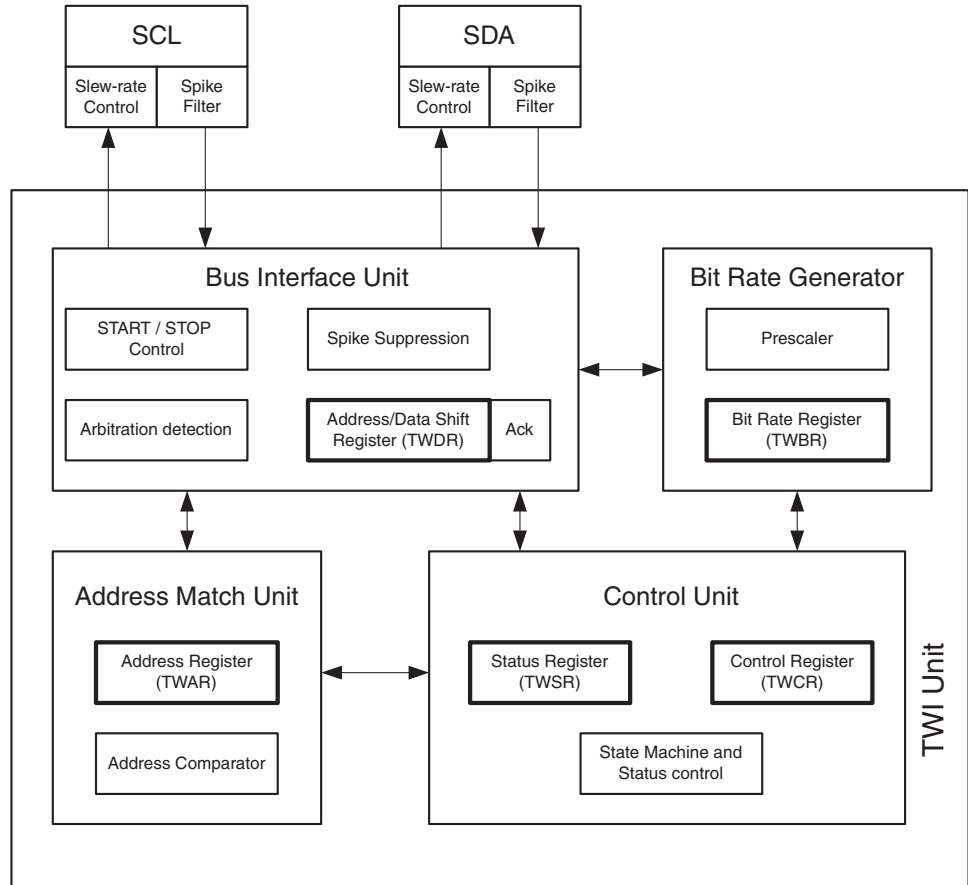 SCL
Slew-rate
Control
Spike
Filter
SDA
Slew-rate
Control
Spike
Filter
Bus Interface Unit
START / STOP
Control
Spike Suppression
Arbitration detection
Address/Data Shift
Register (TWDR)
Ack
Bit Rate Generator
Prescaler
Bit Rate Register
(TWBR)
Address Match Unit
Address Register
(TWAR)
Address Comparator
Control Unit
Status Register
(TWSR)
Control Register
(TWCR)
State Machine and
Status control
TWI Unit